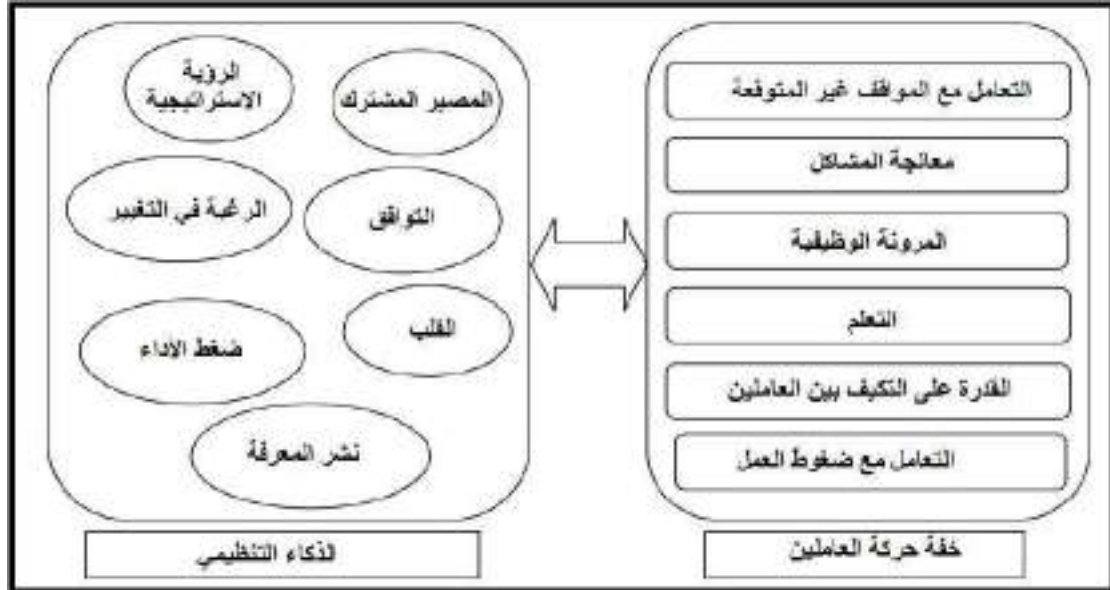 التعامل مع المواقف غير المتوقعة
معالجة المشاكل
المرونة الوظيفية
التعلم
القدرة على التكيف بين العاملين
التعامل مع ضغوط العمل
خفة حركة العاملين
المصير المشترك
الرؤية
الاستراتيجية
التوافق
الرغبة في التغيير
القلب
ضغط الأداء
نشر المعرفة
الذكاء التنظيمي